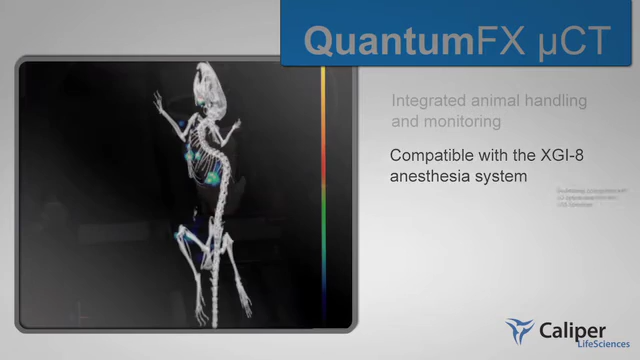 QuantumFX µCT
Integrated animal handling
and monitoring
Compatible with the XGI-8
anesthesia system
Caliper
LifeSciences